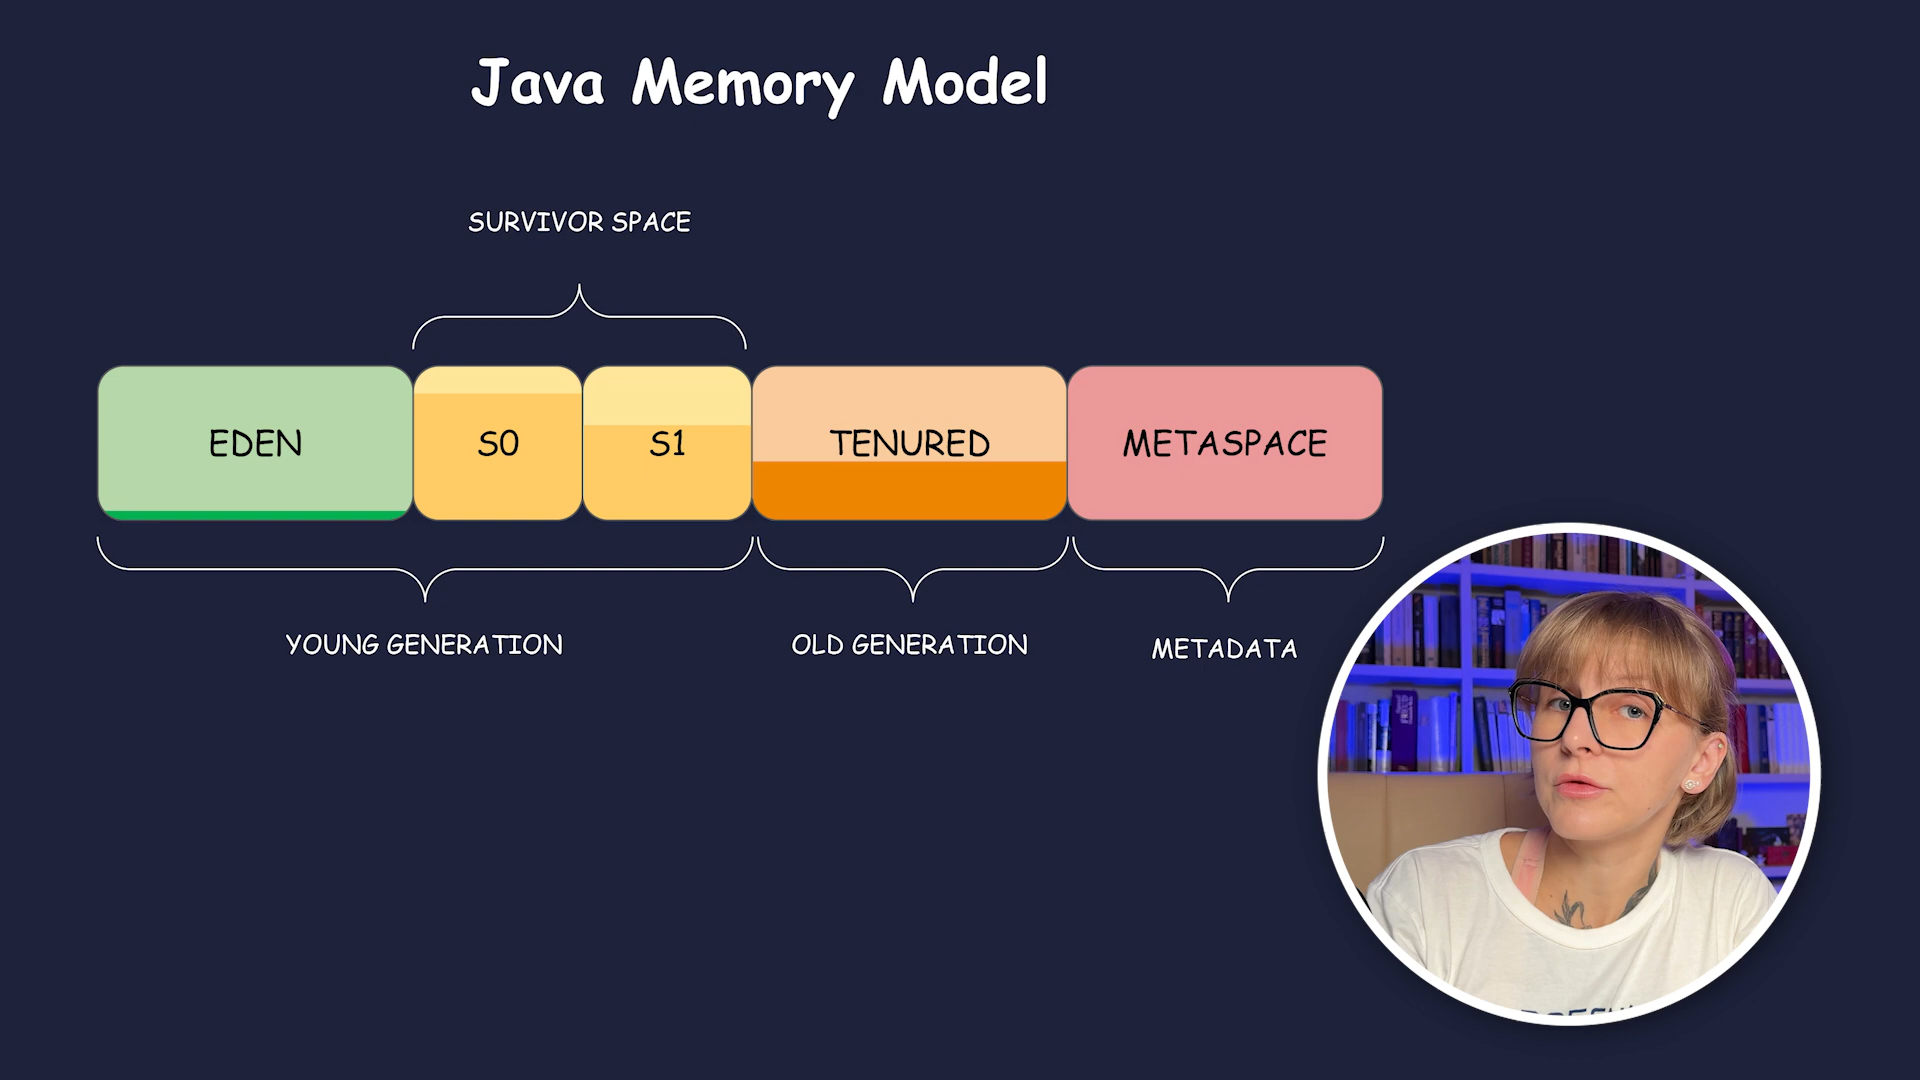 Java Memory Model
SURVIVOR SPACE
EDEN
S0
S1
TENURED
METASPACE
YOUNG GENERATION
OLD GENERATION
METADATA